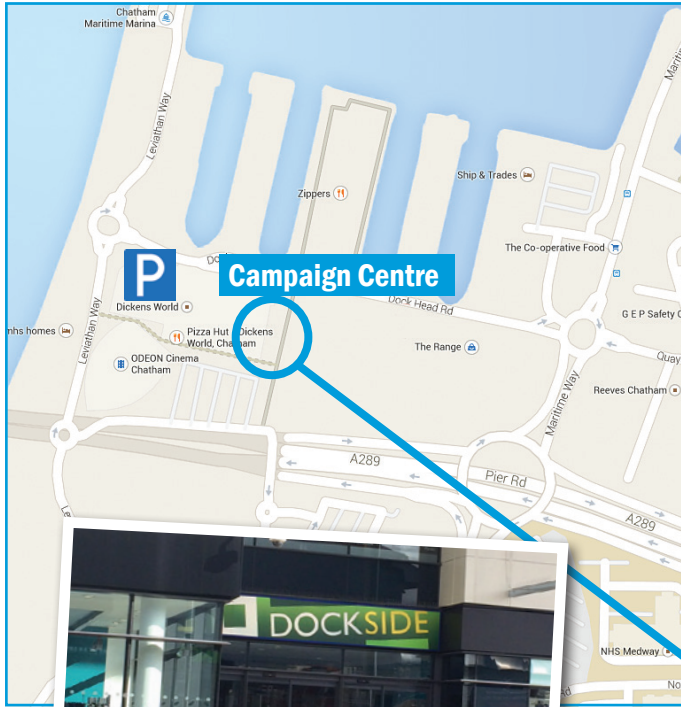 Chatham
Maritime Marina
Leviathan Way
Zippers
Ship & Trades
The Co-operative Food
P
Campaign Centre
Dickens World
Dock Head Rd
Leviathan Way
Pizza Hut
Dickens
World, Chatham
The Range
ODEON Cinema
Chatham
homes
Maritime Way
Quay
G E P Safety
Reeves Chatham
A289
Pier Rd
A289
DOCKSIDE
NHS Medway